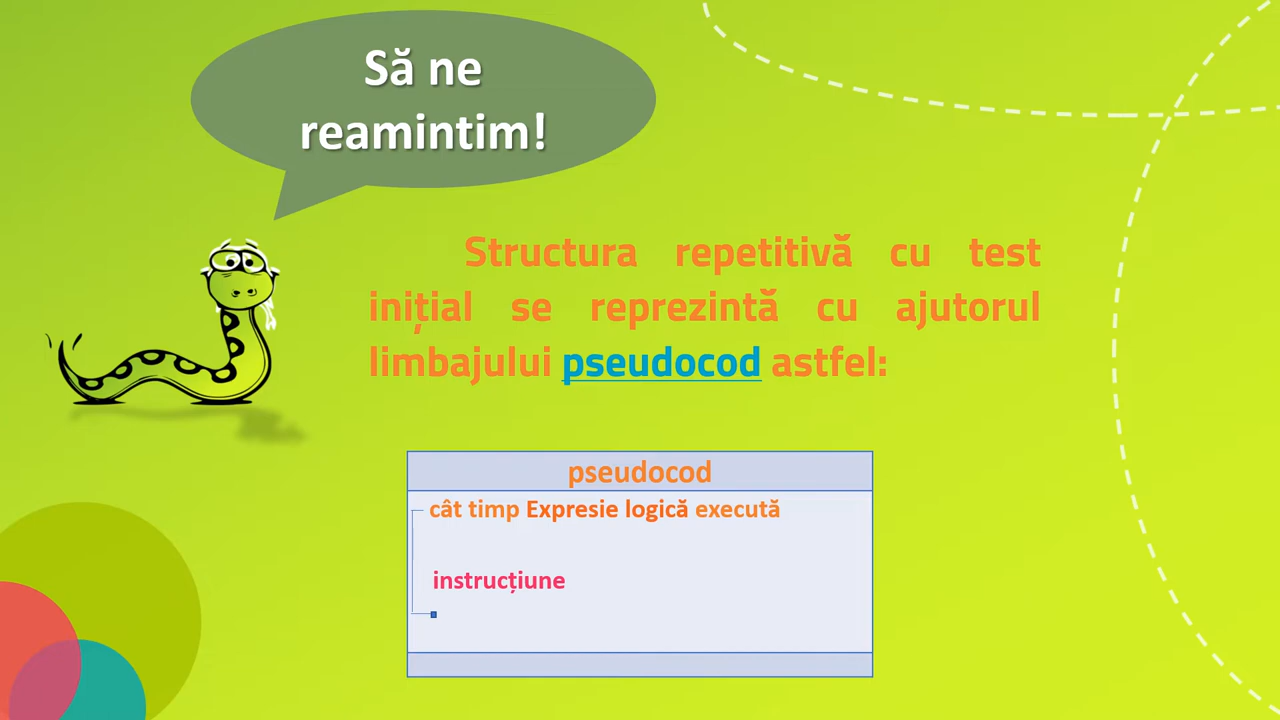 Să ne
reamintim!
Structura repetitivă cu test
inițial se reprezintă cu ajutorul
limbajului pseudocod astfel:
pseudocod
cât timp Expresie logică execută
instrucțiune